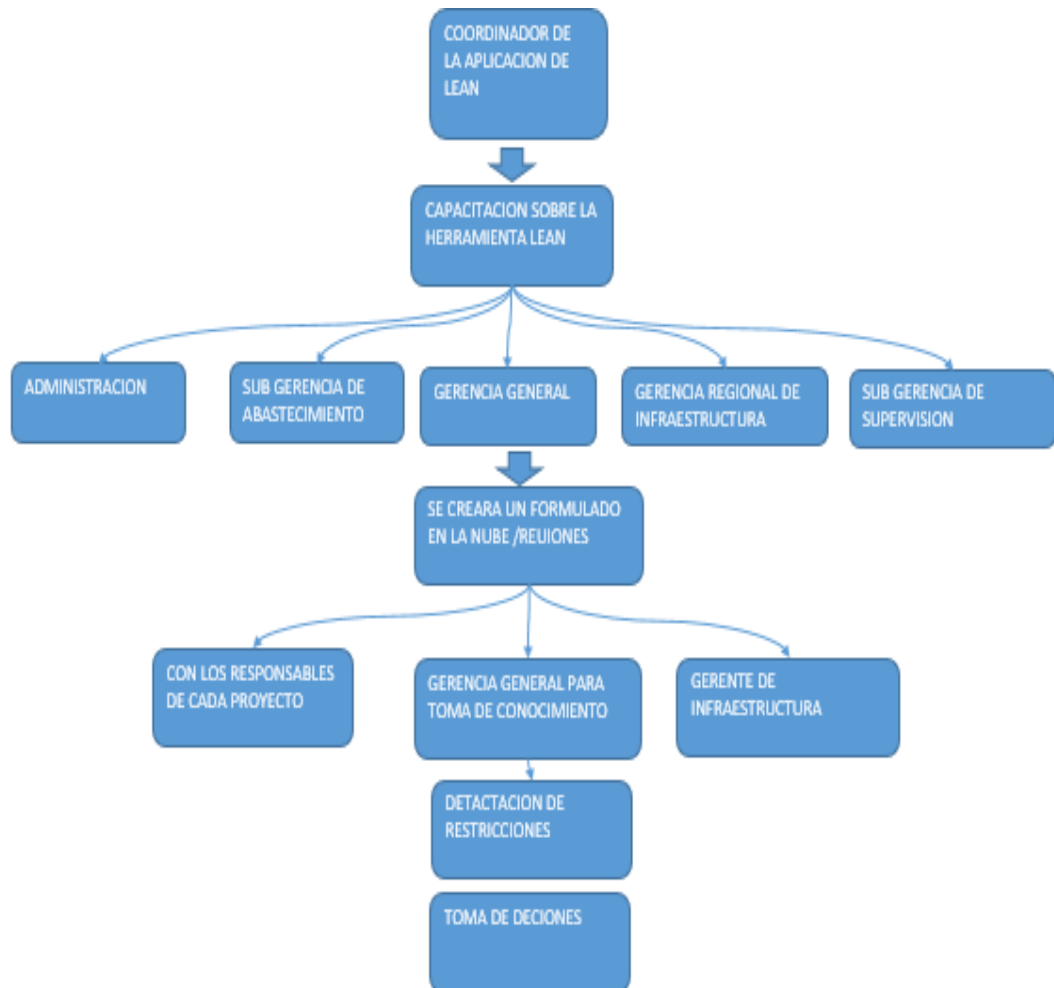 COORDINADOR DE
LA APLICACION DE
LEAN
CAPACITACION SOBRE LA
HERRAMIENTA LEAN
ADMINISTRACION
SUB GERENCIA DE
ABASTECIMIENTO
GERENCIA GENERAL
GERENCIA REGIONAL DE
INFRAESTRUCTURA
SUB GERENCIA DE
SUPERVISION
SE CREARA UN FORMULADO
EN LA NUBE /REUIONES
CON LOS RESPONSABLES
DE CADA PROYECTO
GERENCIA GENERAL PARA
TOMA DE CONOCIMIENTO
GERENTE DE
INFRAESTRUCTURA
DETACTACION DE
RESTRICCIONES
TOMA DE DECIONES